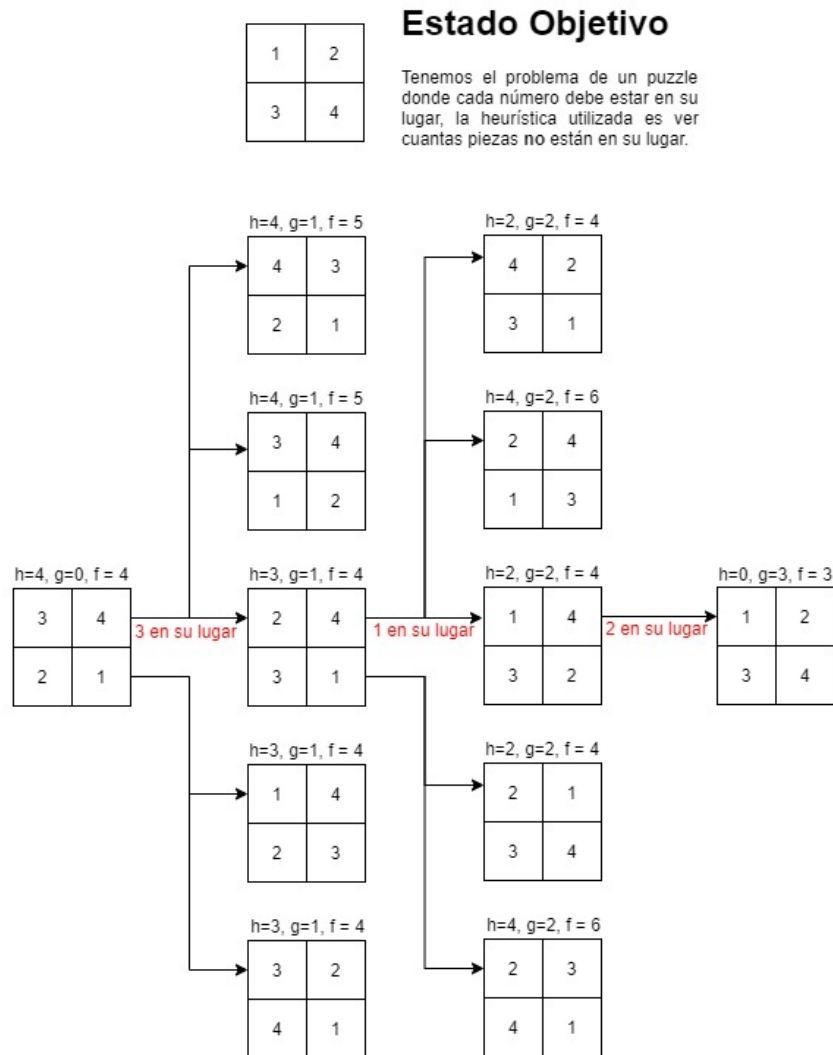 Estado Objetivo
1 2
3 4
Tenemos el problema de un puzzle
donde cada número debe estar en su
lugar, la heurística utilizada es ver
cuantas piezas no están en su lugar.
h=4, g=1, f = 5
4 3
2 1
h=2, g=2, f = 4
4 2
3 1
h=4, g=1, f = 5
3 4
1 2
h=4, g=2, f = 6
2 4
1 3
h=4, g=0, f = 4
3 4
2 1
3 en su lugar
h=3, g=1, f = 4
2 4
3 1
1 en su lugar
h=2, g=2, f = 4
1 4
3 2
2 en su lugar
h=0, g=3, f = 3
1 2
3 4
h=3, g=1, f = 4
1 4
2 3
h=2, g=2, f = 4
2 1
3 4
h=3, g=1, f = 4
3 2
4 1
h=4, g=2, f = 6
2 3
4 1